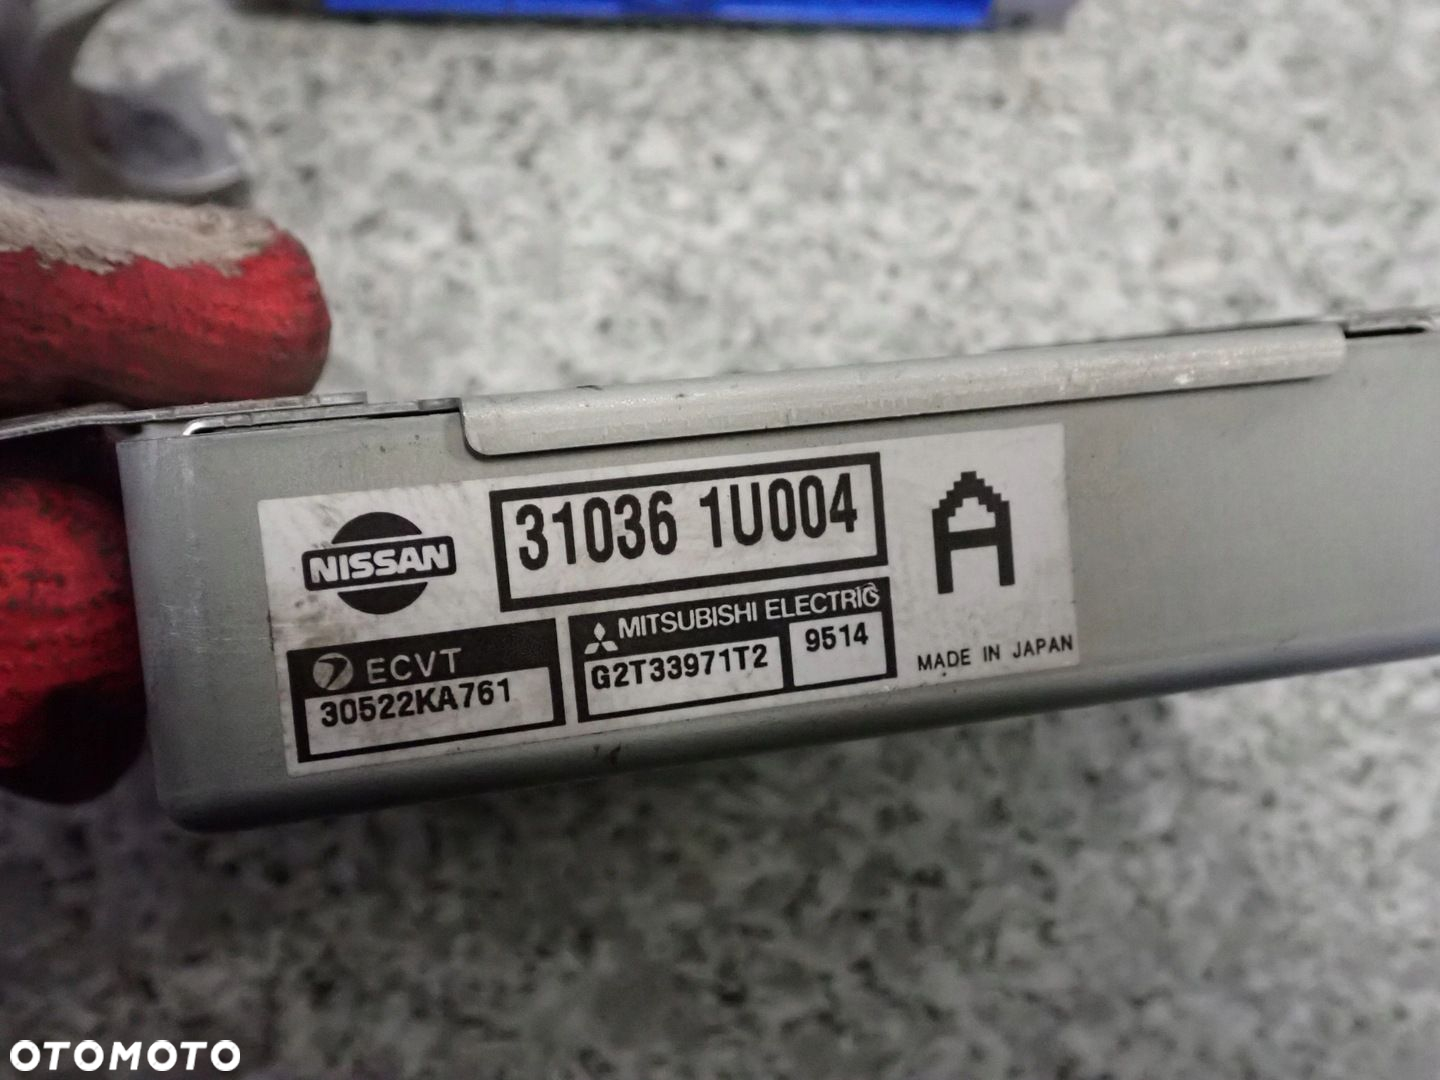 NISSAN
31036 1U004
A
ECVT
30522KA761
MITSUBISHI ELECTRIC
G2T33971T2
9514
MADE IN JAPAN
OTOMOTO